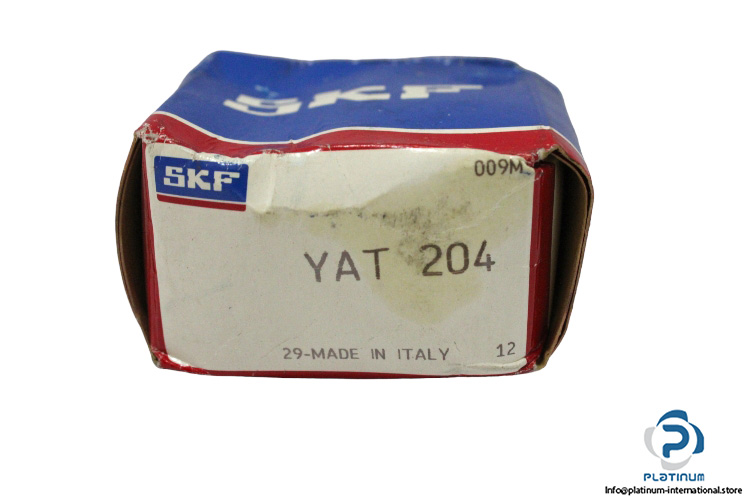 SKF
SKF
009M
YAT 204
29-MADE IN ITALY
12
PLATINUM
Info@platinum-international.store